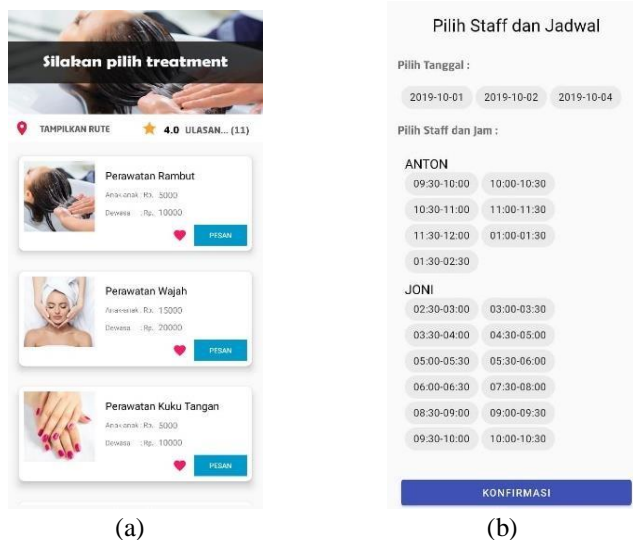 Silakan pilih treatment
TAMPILKAN RUTE 4.0 ULASAN... (11)
Perawatan Rambut
Anak-anak :Rp. 5000
Dewasa :Rp. 10000
PESAN
Perawatan Wajah
Anak-anak :Rp. 15000
Dewasa :Rp. 20000
PESAN
Perawatan Kuku Tangan
Anak-anak :Rp. 5000
Dewasa :Rp. 10000
PESAN
(a)
Pilih Staff dan Jadwal
Pilih Tanggal :
2019-10-01 2019-10-02 2019-10-04
Pilih Staff dan Jam :
ANTON
09:30-10:00 10:00-10:30
10:30-11:00 11:00-11:30
11:30-12:00 01:00-01:30
01:30-02:30
JONI
02:30-03:00 03:00-03:30
03:30-04:00 04:30-05:00
05:00-05:30 05:30-06:00
06:00-06:30 07:30-08:00
08:30-09:00 09:00-09:30
09:30-10:00 10:00-10:30
KONFIRMASI
(b)